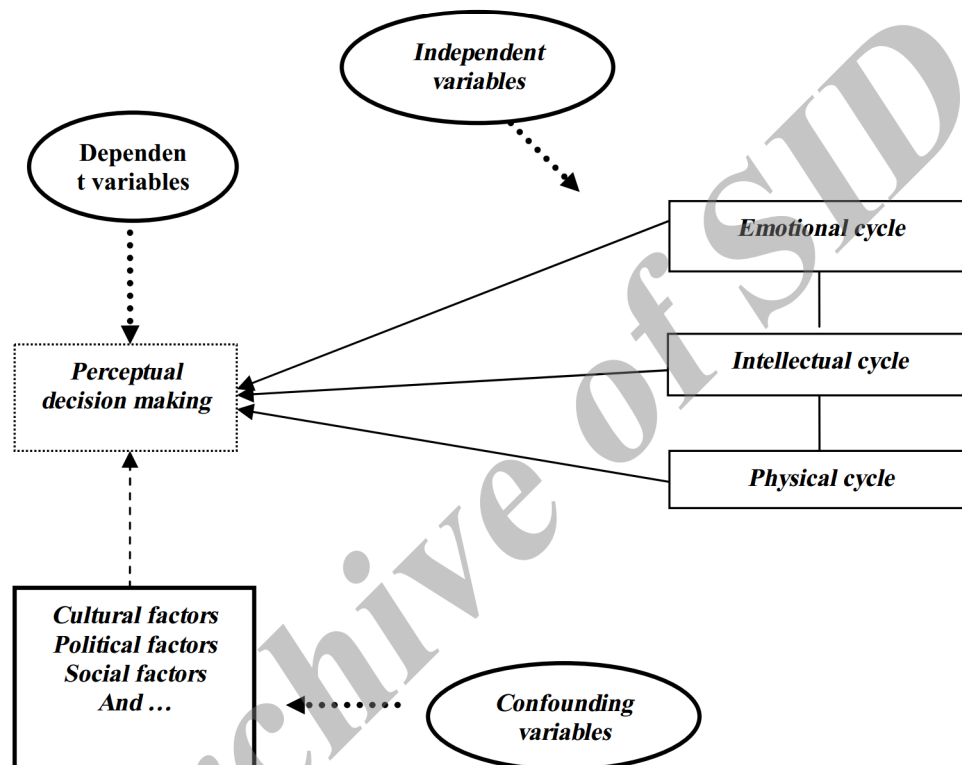 Independent
variables
Dependen
t variables
Emotional cycle
Perceptual
decision making
Intellectual cycle
Physical cycle
Cultural factors
Political factors
Social factors
And …
Confounding
variables
Archive of SID